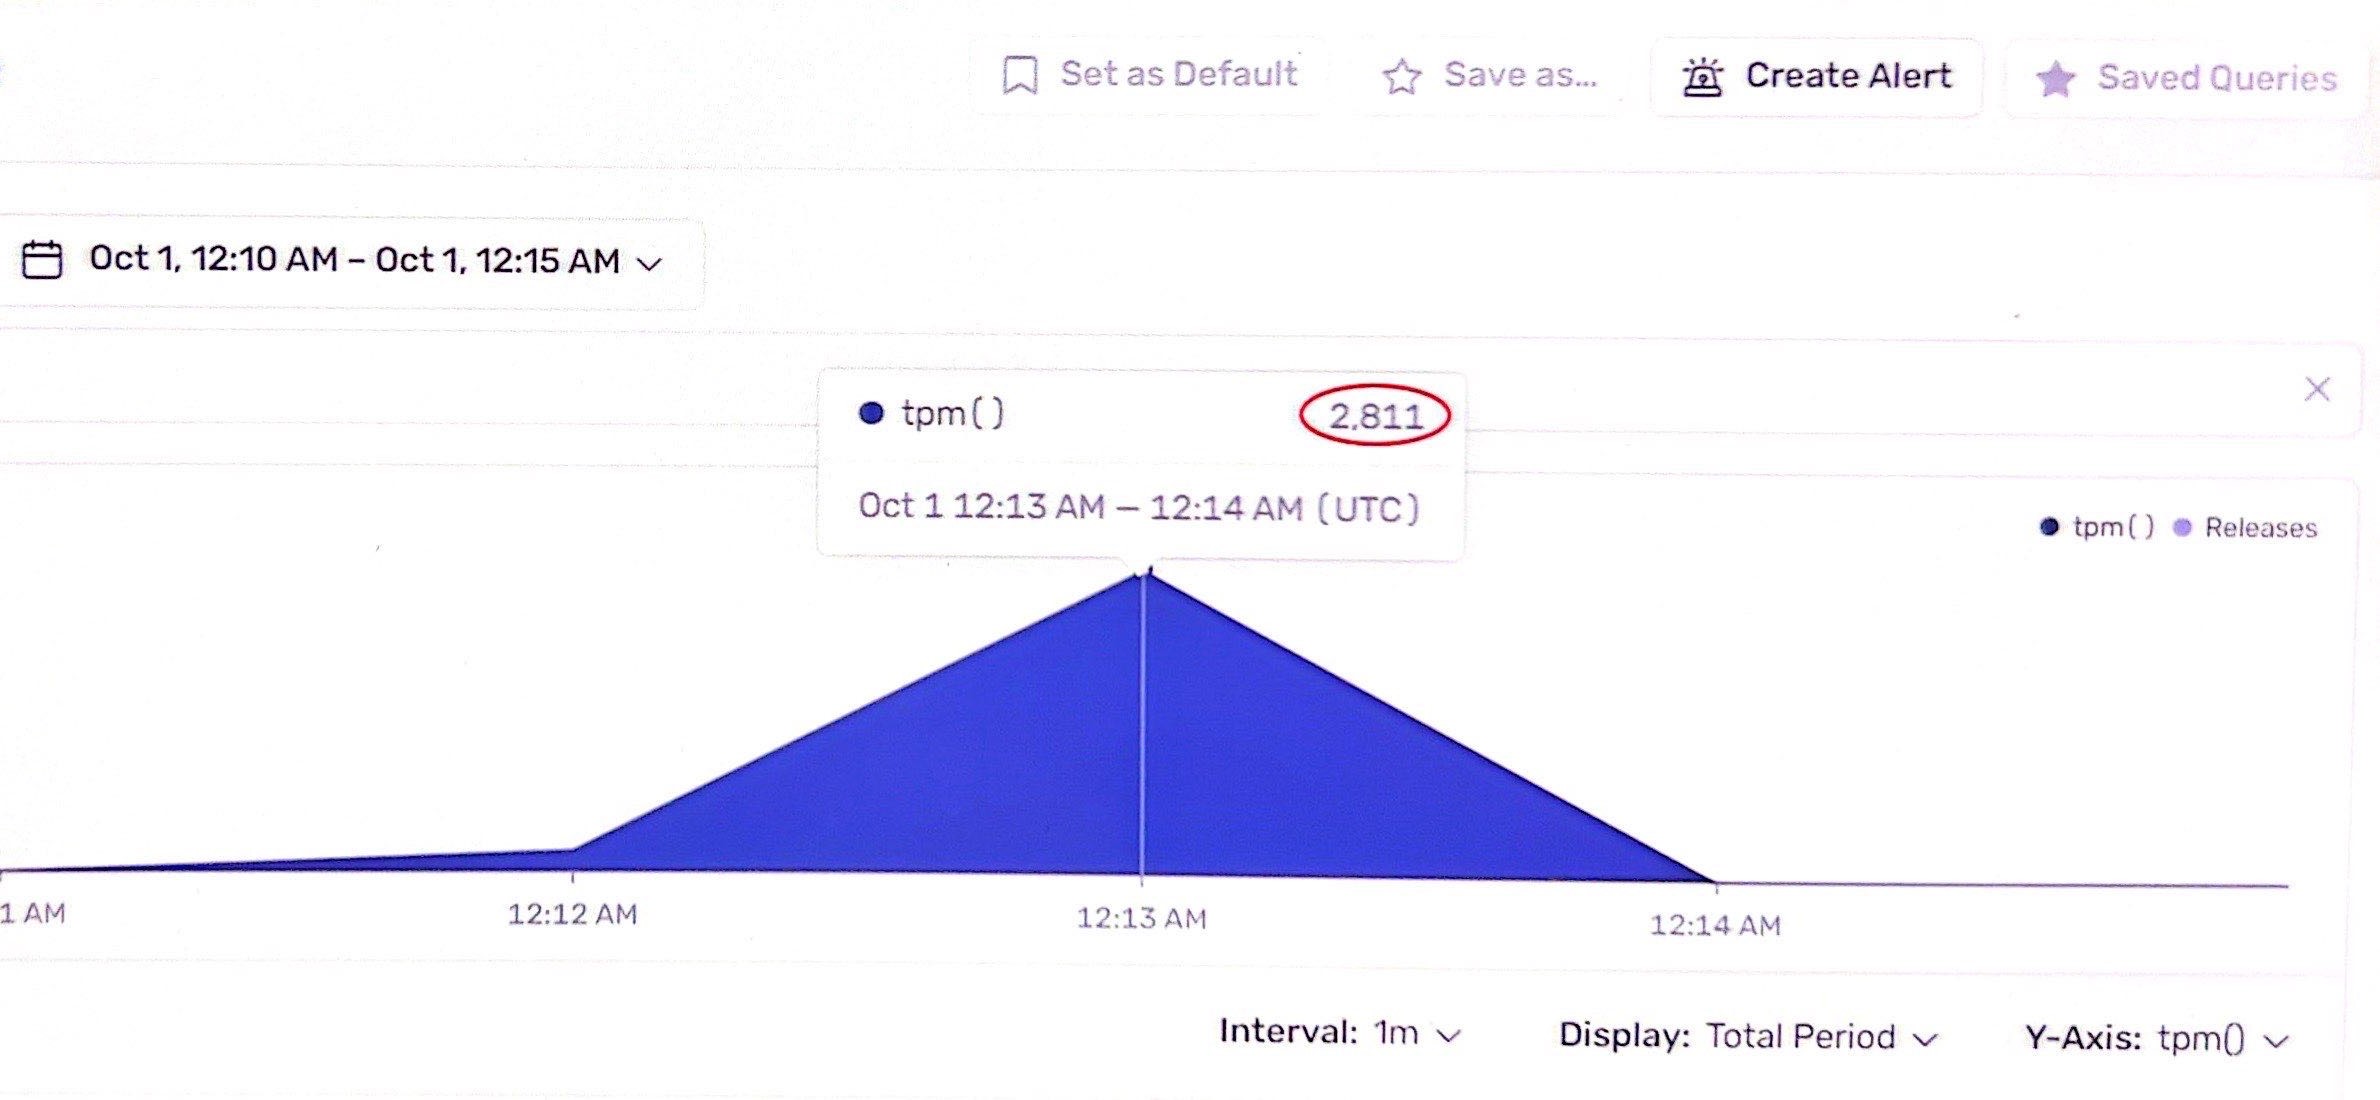 Set as Default Save as... Create Alert Saved Queries
Oct 1, 12:10 AM – Oct 1, 12:15 AM
tpm() 2,811
Oct 1 12:13 AM — 12:14 AM (UTC)
tpm() Releases
1 AM 12:12 AM 12:13 AM 12:14 AM
Interval: 1m Display: Total Period Y-Axis: tpm()